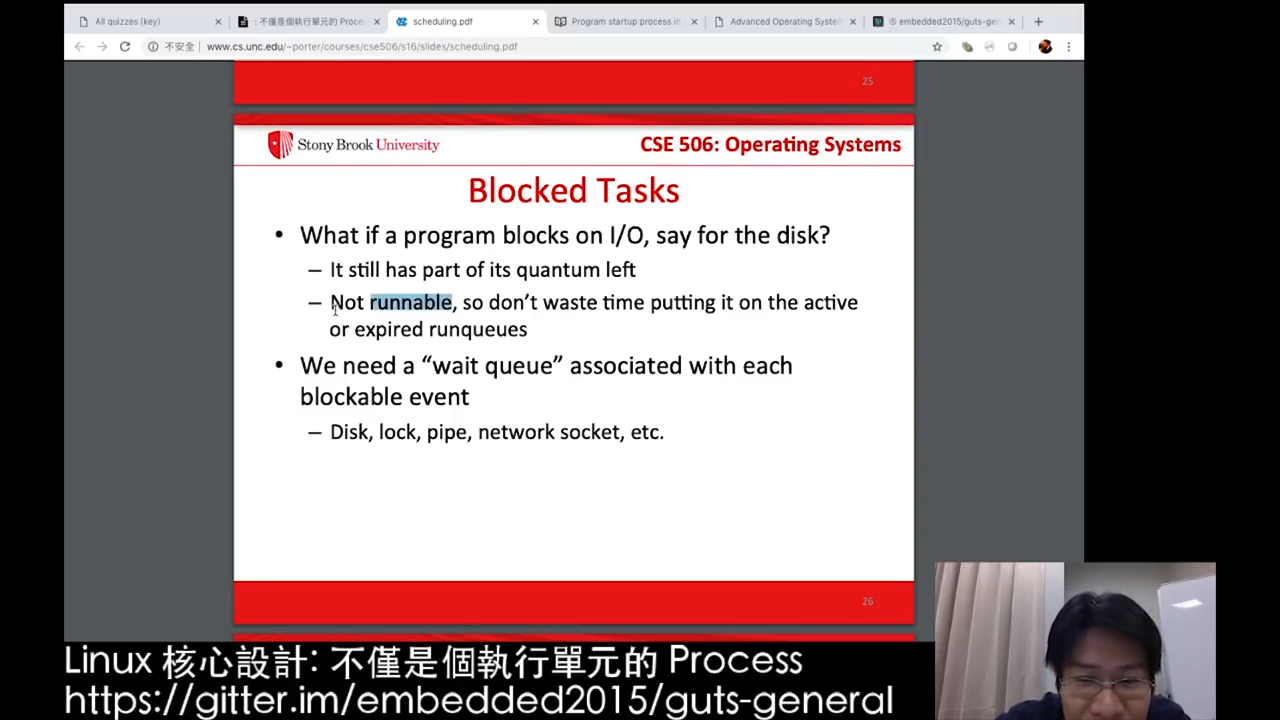 All quizzes (key)
: 不僅是個執行單元的 Proces
scheduling.pdf
Program startup process in
Advanced Operating System
embedded2015/guts-gen
不安全
www.cs.unc.edu/~porter/courses/cse506/s16/slides/scheduling.pdf
25
Stony Brook University
CSE 506: Operating Systems
Blocked Tasks
• What if a program blocks on I/O, say for the disk?
– It still has part of its quantum left
– Not runnable, so don't waste time putting it on the active
or expired runqueues
• We need a “wait queue” associated with each
blockable event
– Disk, lock, pipe, network socket, etc.
26
Linux 核心設計: 不僅是個執行單元的 Process
https://gitter.im/embedded2015/guts-general